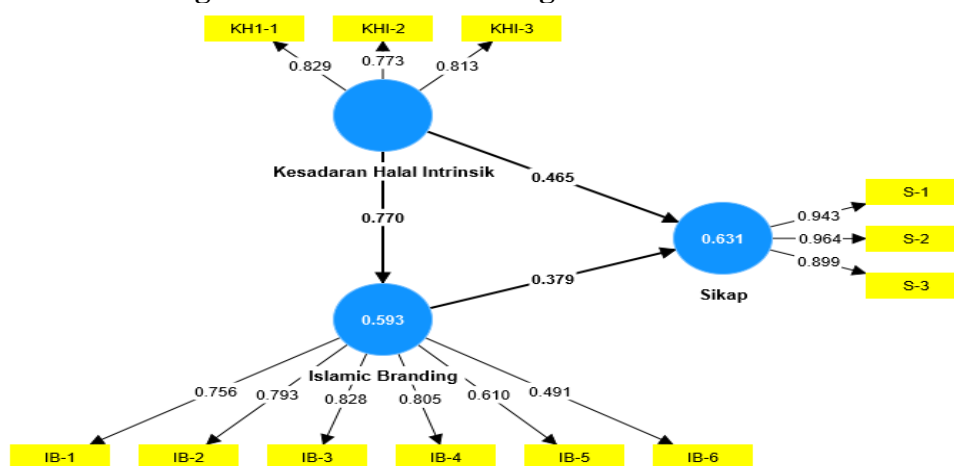 KH1-1 KHI-2 KHI-3
0.829 0.773 0.813
Kesadaran Halal Intrinsik
0.465
0.770
S-1
0.943
0.631 0.964 S-2
0.899
S-3
Sikap
0.379
0.593
Islamic Branding
0.756 0.793 0.828 0.805 0.610 0.491
IB-1 IB-2 IB-3 IB-4 IB-5 IB-6